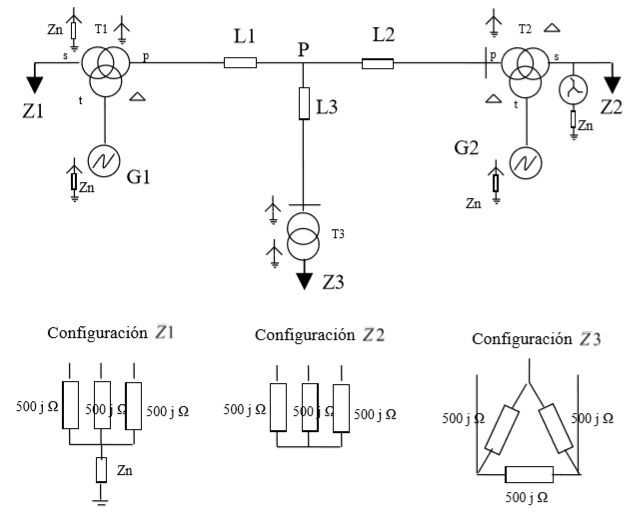 Zn
T1
s
p
L1
P
L2
T2
p
s
Z1
t
t
Z2
Zn
G1
Zn
L3
G2
Zn
T3
Z3
Configuración Z1
Configuración Z2
Configuración Z3
500 j Ω
500 j Ω
500 j Ω
500 j Ω
500 j Ω
500 j Ω
500 j Ω
500 j Ω
Zn
500 j Ω